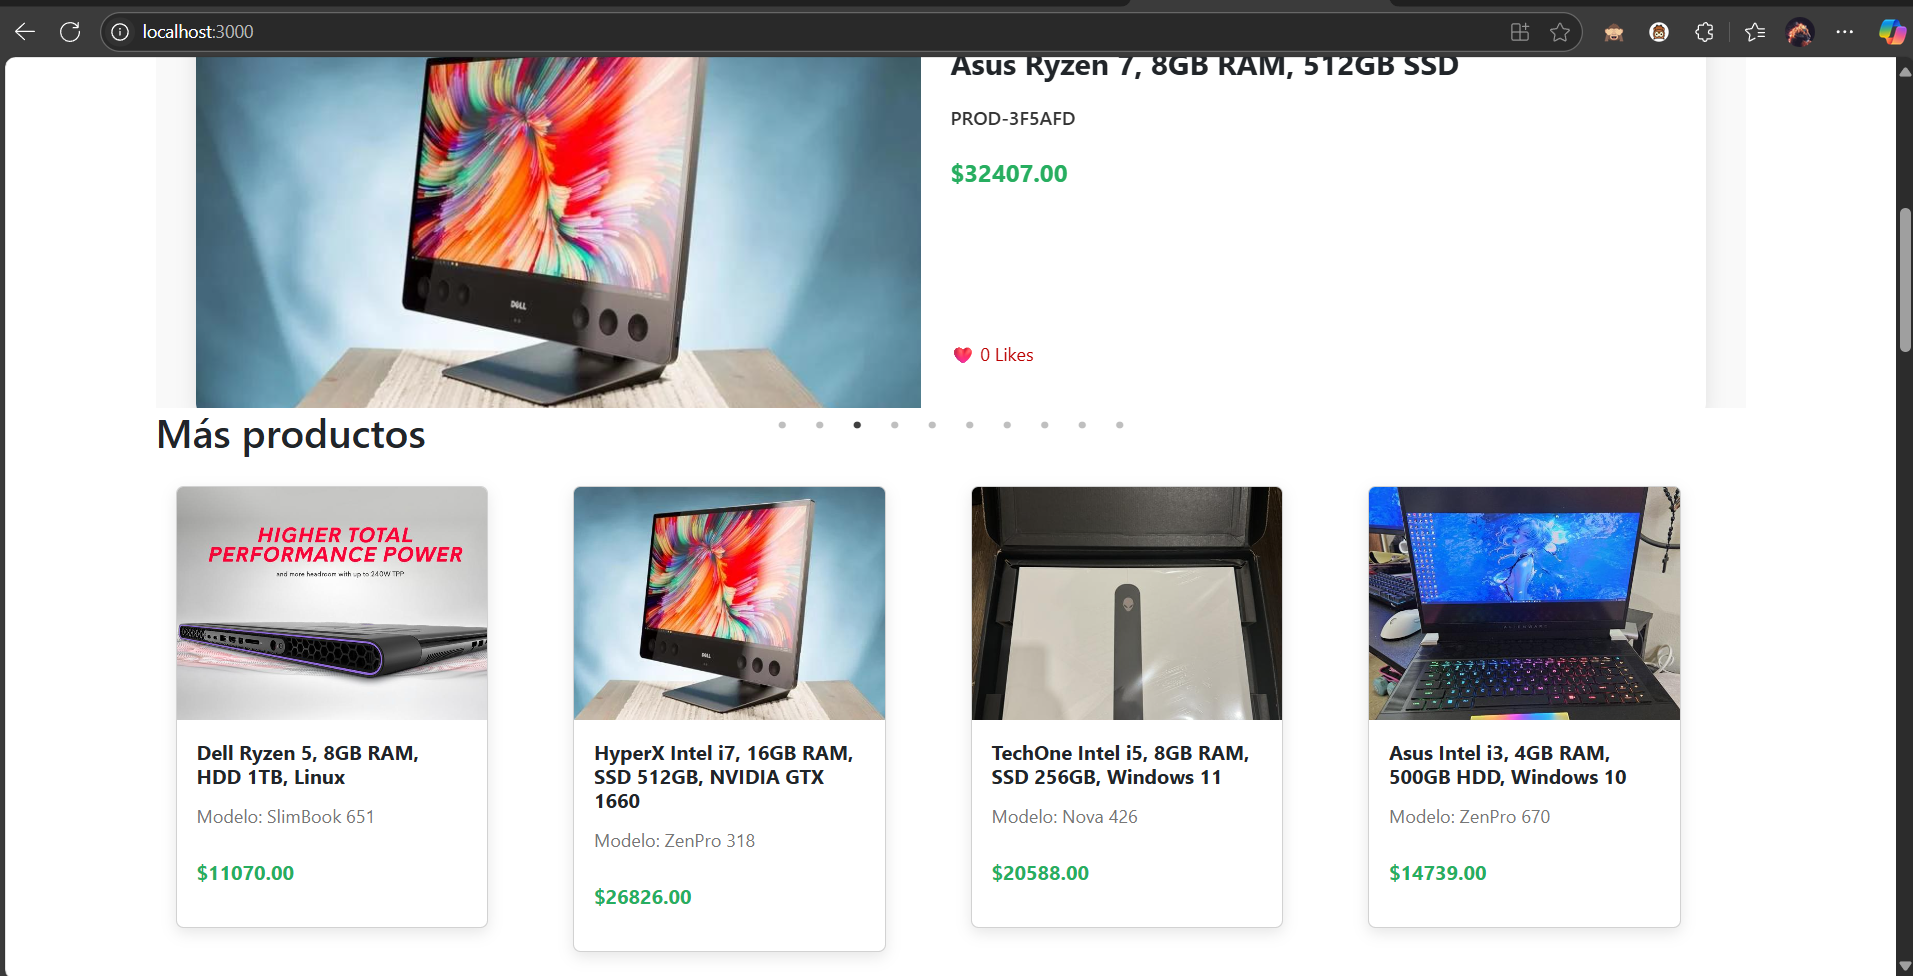 localhost:3000
Asus Ryzen 7, 8GB RAM, 512GB SSD
PROD-3F5AFD
$32407.00
DELL
0 Likes
Más productos
HIGHER TOTAL
PERFORMANCE POWER
and more headroom with up to 240W TPP
DELL
ALIENWARE
Dell Ryzen 5, 8GB RAM,
HDD 1TB, Linux
Modelo: SlimBook 651
$11070.00
HyperX Intel i7, 16GB RAM,
SSD 512GB, NVIDIA GTX
1660
Modelo: ZenPro 318
$26826.00
TechOne Intel i5, 8GB RAM,
SSD 256GB, Windows 11
Modelo: Nova 426
$20588.00
Asus Intel i3, 4GB RAM,
500GB HDD, Windows 10
Modelo: ZenPro 670
$14739.00